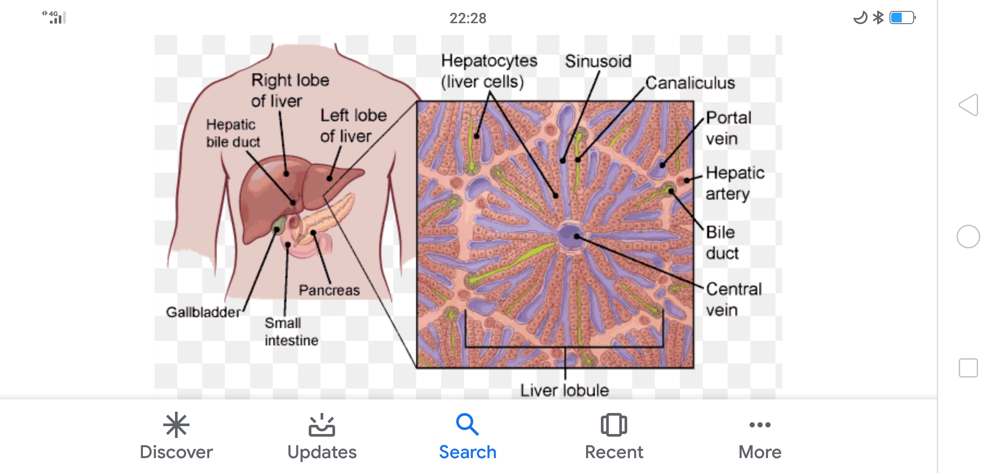 4G
22:28
Right lobe
of liver
Left lobe
of liver
Hepatic
bile duct
Gallbladder
Small
intestine
Pancreas
Hepatocytes
(liver cells)
Sinusoid
Canaliculus
Portal
vein
Hepatic
artery
Bile
duct
Central
vein
Liver lobule
Discover
Updates
Search
Recent
More